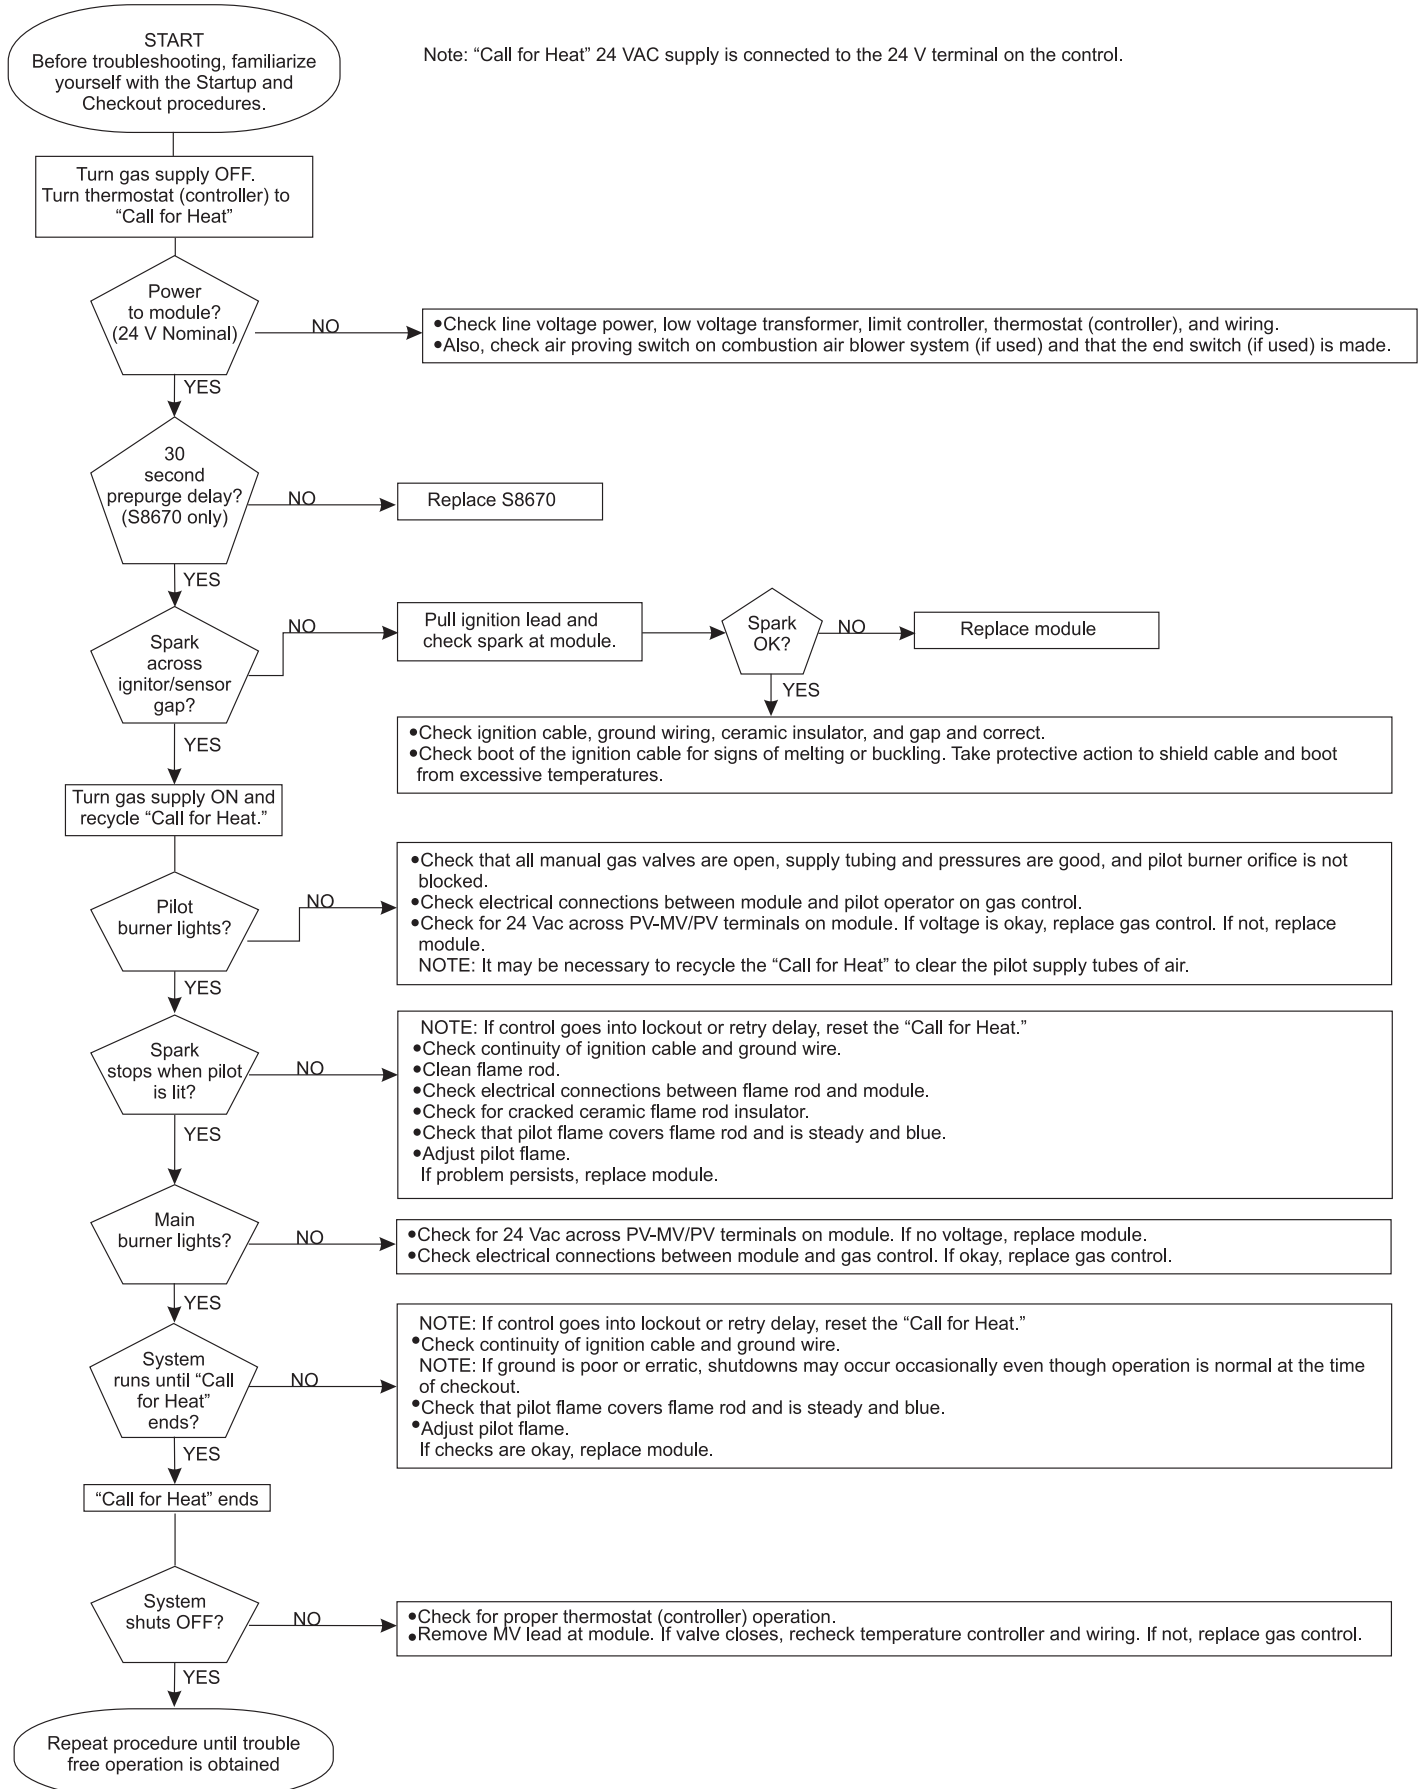 START
Before troubleshooting, familiarize
yourself with the Startup and
Checkout procedures.
Note: “Call for Heat” 24 VAC supply is connected to the 24 V terminal on the control.
Turn gas supply OFF.
Turn thermostat (controller) to
“Call for Heat”
Power
to module?
(24 V Nominal)
NO
•Check line voltage power, low voltage transformer, limit controller, thermostat (controller), and wiring.
•Also, check air proving switch on combustion air blower system (if used) and that the end switch (if used) is made.
YES
30
second
prepurge delay?
(S8670 only)
NO
Replace S8670
YES
Spark
across
ignitor/sensor
gap?
NO
Pull ignition lead and
check spark at module.
Spark
OK?
NO
Replace module
YES
•Check ignition cable, ground wiring, ceramic insulator, and gap and correct.
•Check boot of the ignition cable for signs of melting or buckling. Take protective action to shield cable and boot
from excessive temperatures.
YES
Turn gas supply ON and
recycle “Call for Heat.”
Pilot
burner lights?
NO
•Check that all manual gas valves are open, supply tubing and pressures are good, and pilot burner orifice is not
blocked.
•Check electrical connections between module and pilot operator on gas control.
•Check for 24 Vac across PV-MV/PV terminals on module. If voltage is okay, replace gas control. If not, replace
module.
NOTE: It may be necessary to recycle the “Call for Heat” to clear the pilot supply tubes of air.
YES
Spark
stops when pilot
is lit?
NO
NOTE: If control goes into lockout or retry delay, reset the “Call for Heat.”
•Check continuity of ignition cable and ground wire.
•Clean flame rod.
•Check electrical connections between flame rod and module.
•Check for cracked ceramic flame rod insulator.
•Check that pilot flame covers flame rod and is steady and blue.
•Adjust pilot flame.
If problem persists, replace module.
YES
Main
burner lights?
NO
•Check for 24 Vac across PV-MV/PV terminals on module. If no voltage, replace module.
•Check electrical connections between module and gas control. If okay, replace gas control.
YES
System
runs until “Call
for Heat”
ends?
NO
NOTE: If control goes into lockout or retry delay, reset the “Call for Heat.”
•Check continuity of ignition cable and ground wire.
NOTE: If ground is poor or erratic, shutdowns may occur occasionally even though operation is normal at the time
of checkout.
•Check that pilot flame covers flame rod and is steady and blue.
•Adjust pilot flame.
If checks are okay, replace module.
YES
“Call for Heat” ends
System
shuts OFF?
NO
•Check for proper thermostat (controller) operation.
•Remove MV lead at module. If valve closes, recheck temperature controller and wiring. If not, replace gas control.
YES
Repeat procedure until trouble
free operation is obtained